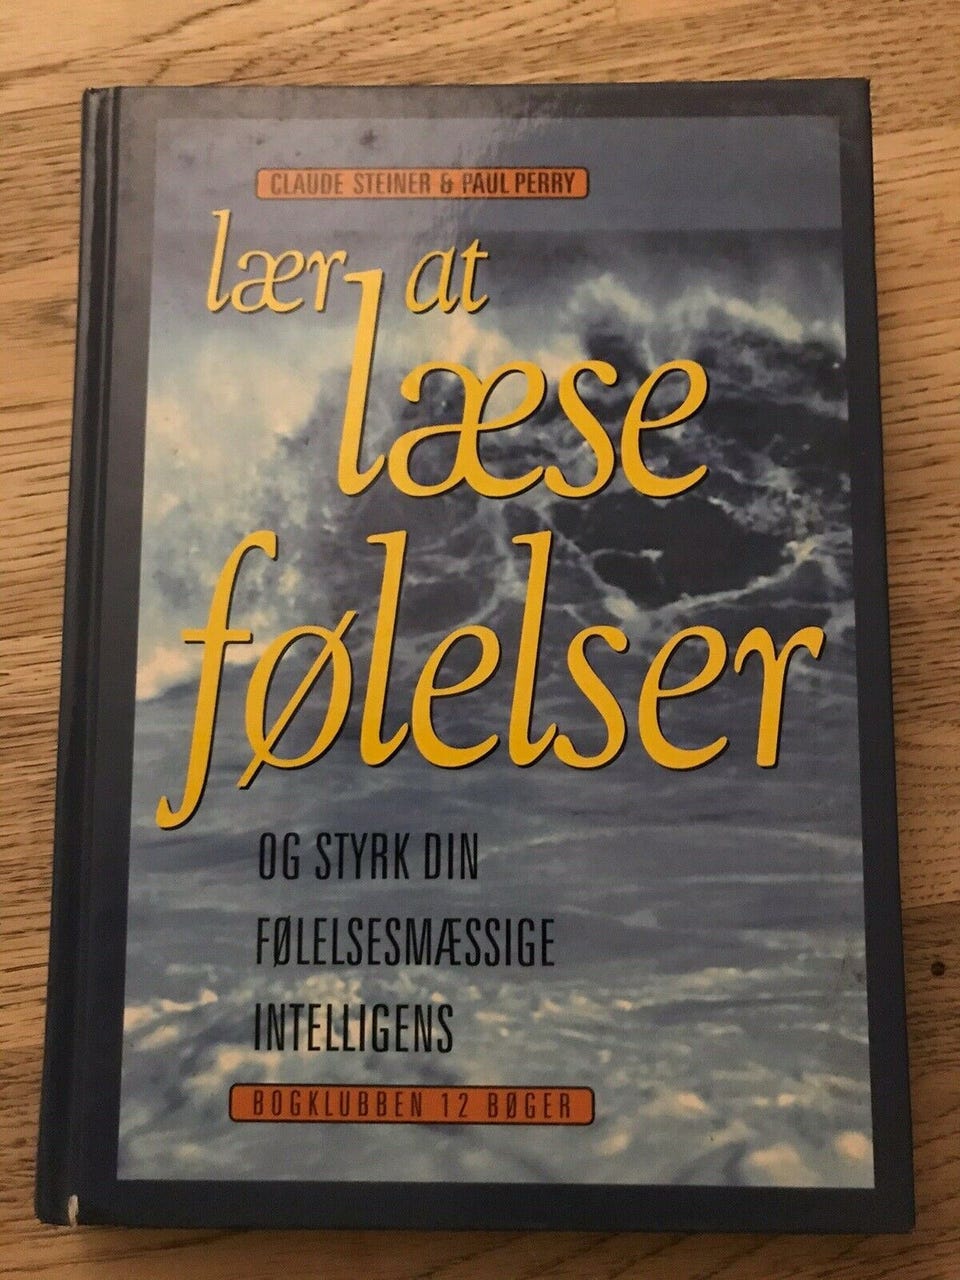 CLAUDE STEINER & PAUL PERRY
lær at
læse
følelser
OG STYRK DIN
FØLELSESMÆSSIGE
INTELLIGENS
BOGKLUBBEN 12 BØGER